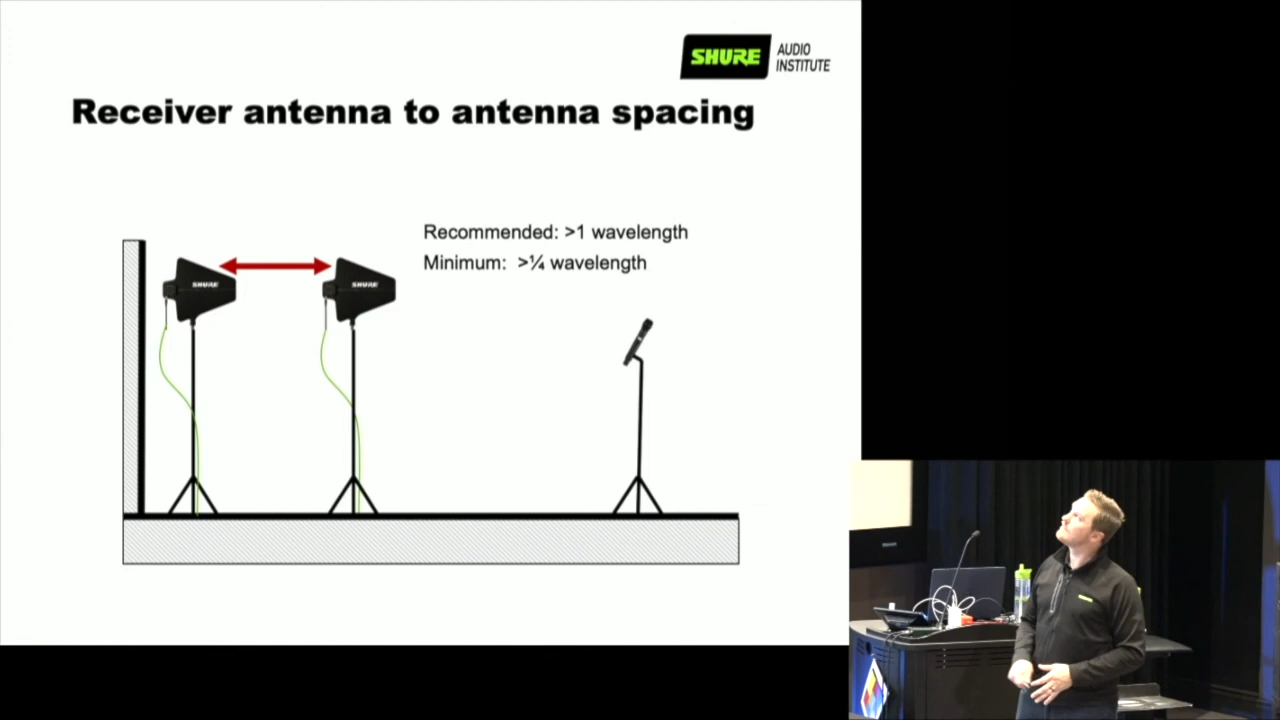 SHURE
AUDIO
INSTITUTE
Receiver antenna to antenna spacing
Recommended: >1 wavelength
Minimum: >¼ wavelength
SHURE
SHURE